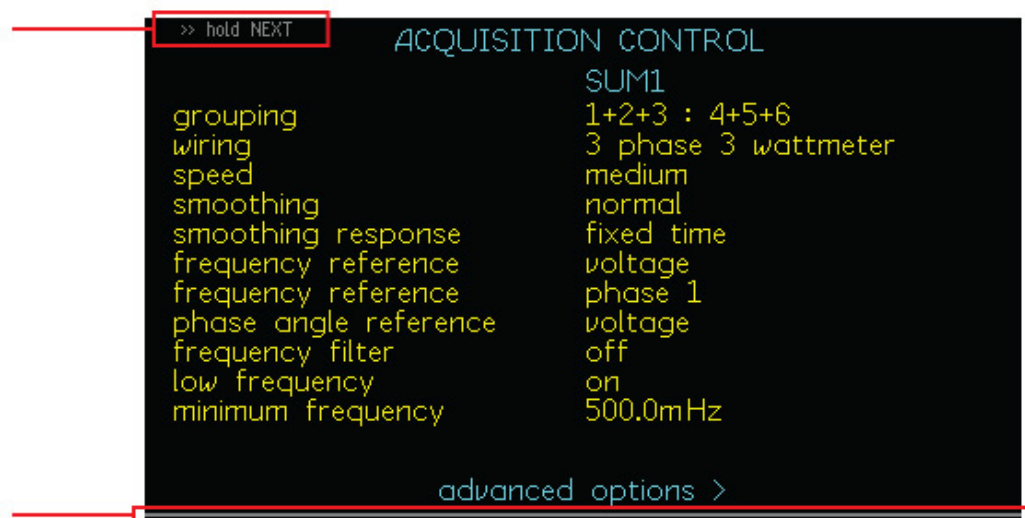 >> hold NEXT
ACQUISITION CONTROL
SUM1
grouping 1+2+3 : 4+5+6
wiring 3 phase 3 wattmeter
speed medium
smoothing normal
smoothing response fixed time
frequency reference voltage
frequency reference phase 1
phase angle reference voltage
frequency filter off
low frequency on
minimum frequency 500.0mHz
advanced options >